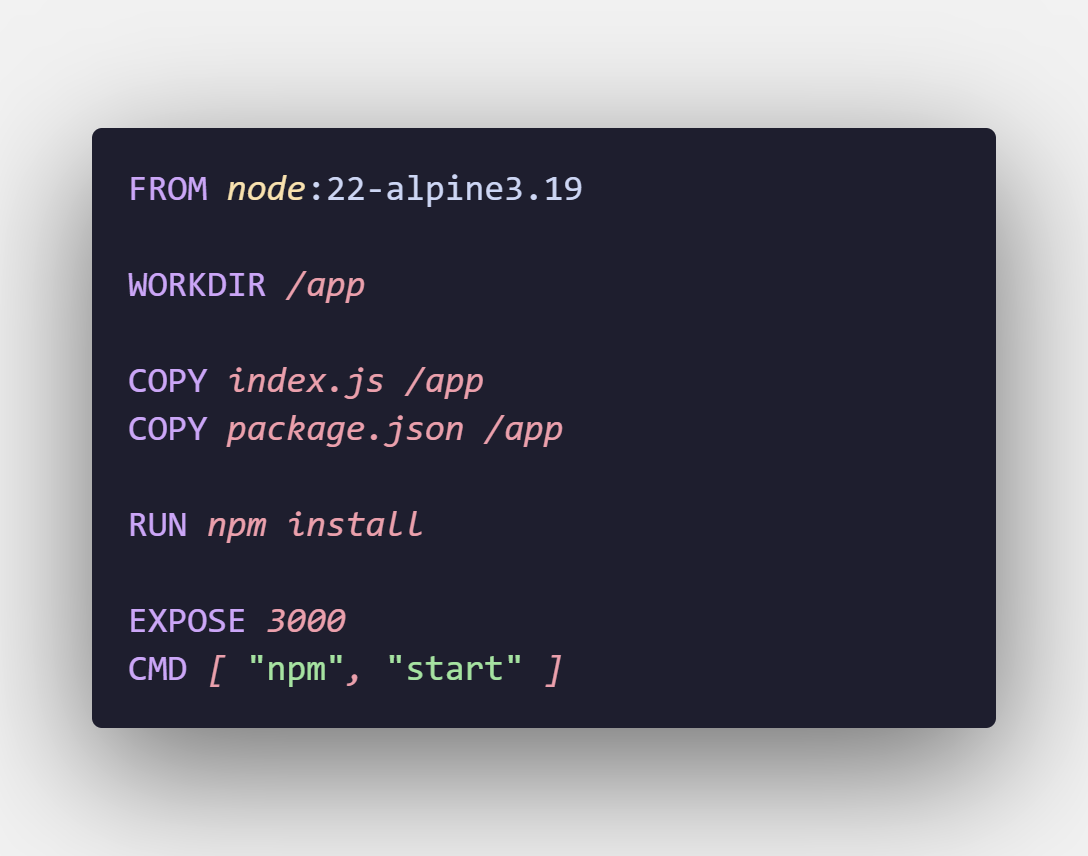 FROM node:22-alpine3.19
WORKDIR /app
COPY index.js /app
COPY package.json /app
RUN npm install
EXPOSE 3000
CMD [ "npm", "start" ]